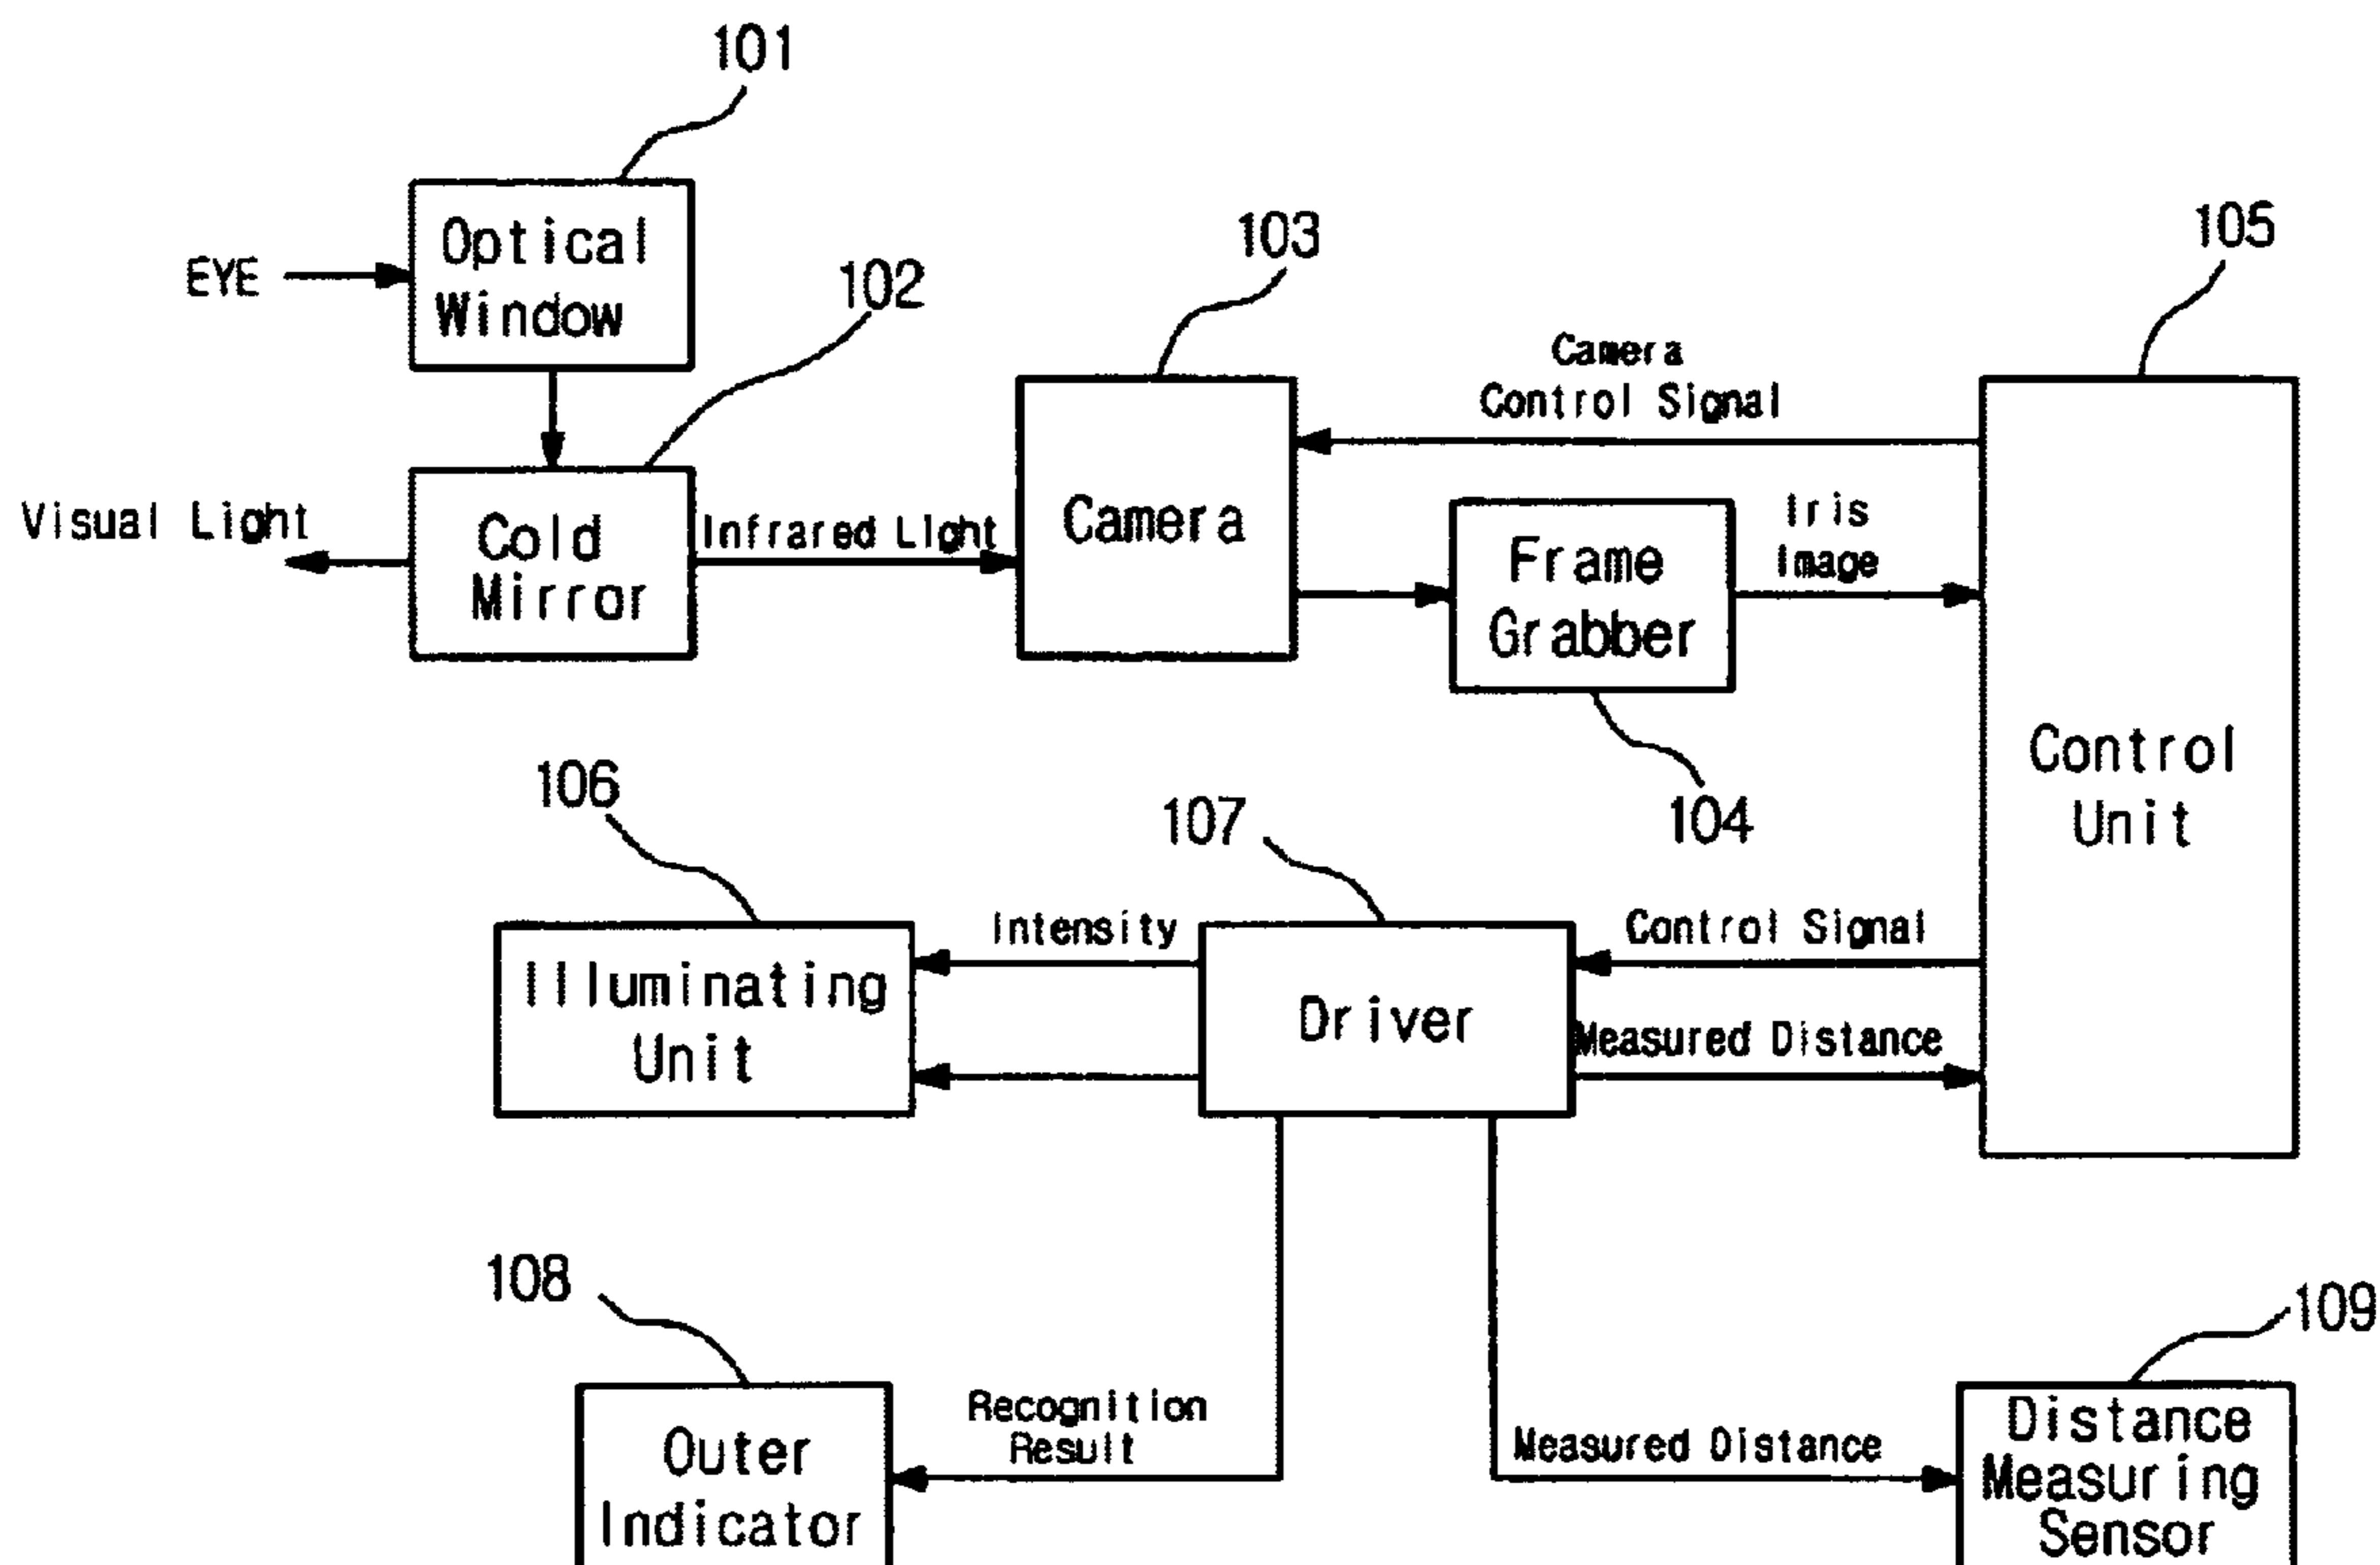 101
Optical
Window
EYE
102
103
105
Camera
Control Signal
Visual Light
Cold
Mirror
Infrared Light
Camera
Frame
Grabber
Iris
Image
Control
Unit
104
106
107
Intensity
Control Signal
Illuminating
Unit
Driver
Measured Distance
108
109
Recognition
Result
Outer
Indicator
Measured Distance
Distance
Measuring
Sensor